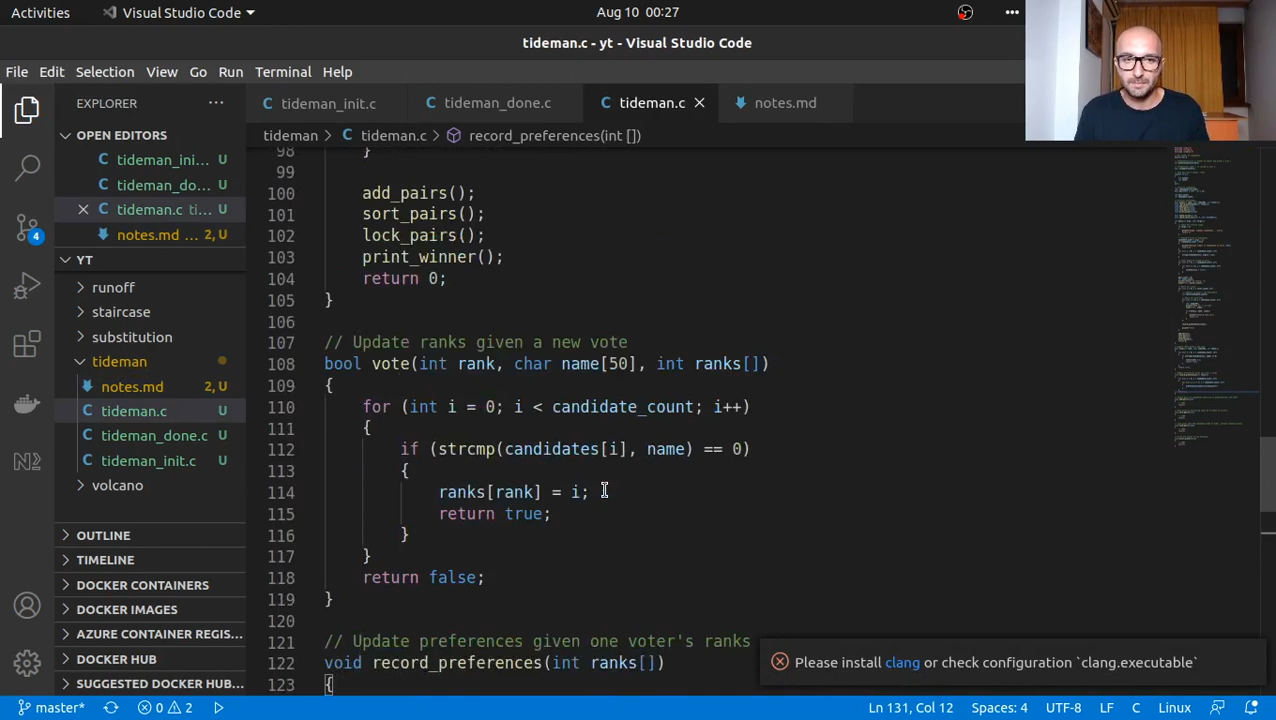 Activities
Visual Studio Code
Aug 10 00:27
tideman.c - yt - Visual Studio Code
File Edit Selection View Go Run Terminal Help
EXPLORER
tideman_init.c
tideman_done.c
tideman.c
notes.md
tideman > tideman.c > record_preferences(int [])
OPEN EDITORS
tideman_ini... U
tideman_do... U
tideman.c ti... U
notes.md ... 2, U
YT
runoff
staircase
substitution
tideman
notes.md 2, U
tideman.c U
tideman_done.c U
tideman_init.c U
volcano
OUTLINE
TIMELINE
DOCKER CONTAINERS
DOCKER IMAGES
AZURE CONTAINER REGIS...
DOCKER HUB
SUGGESTED DOCKER HUB...
4
98 }
99
100 add_pairs();
101 sort_pairs();
102 lock_pairs();
103 print_winner();
104 return 0;
105 }
106
107 // Update ranks given a new vote
108 bool vote(int rank, char name[50], int ranks[])
109 {
110 for (int i = 0; i < candidate_count; i++)
111 {
112 if (strcmp(candidates[i], name) == 0)
113 {
114 ranks[rank] = i;
115 return true;
116 }
117 }
118 return false;
119 }
120
121 // Update preferences given one voter's ranks
122 void record_preferences(int ranks[])
123 {
Please install clang or check configuration `clang.executable`
master*
0 2
Ln 131, Col 12 Spaces: 4 UTF-8 LF C Linux